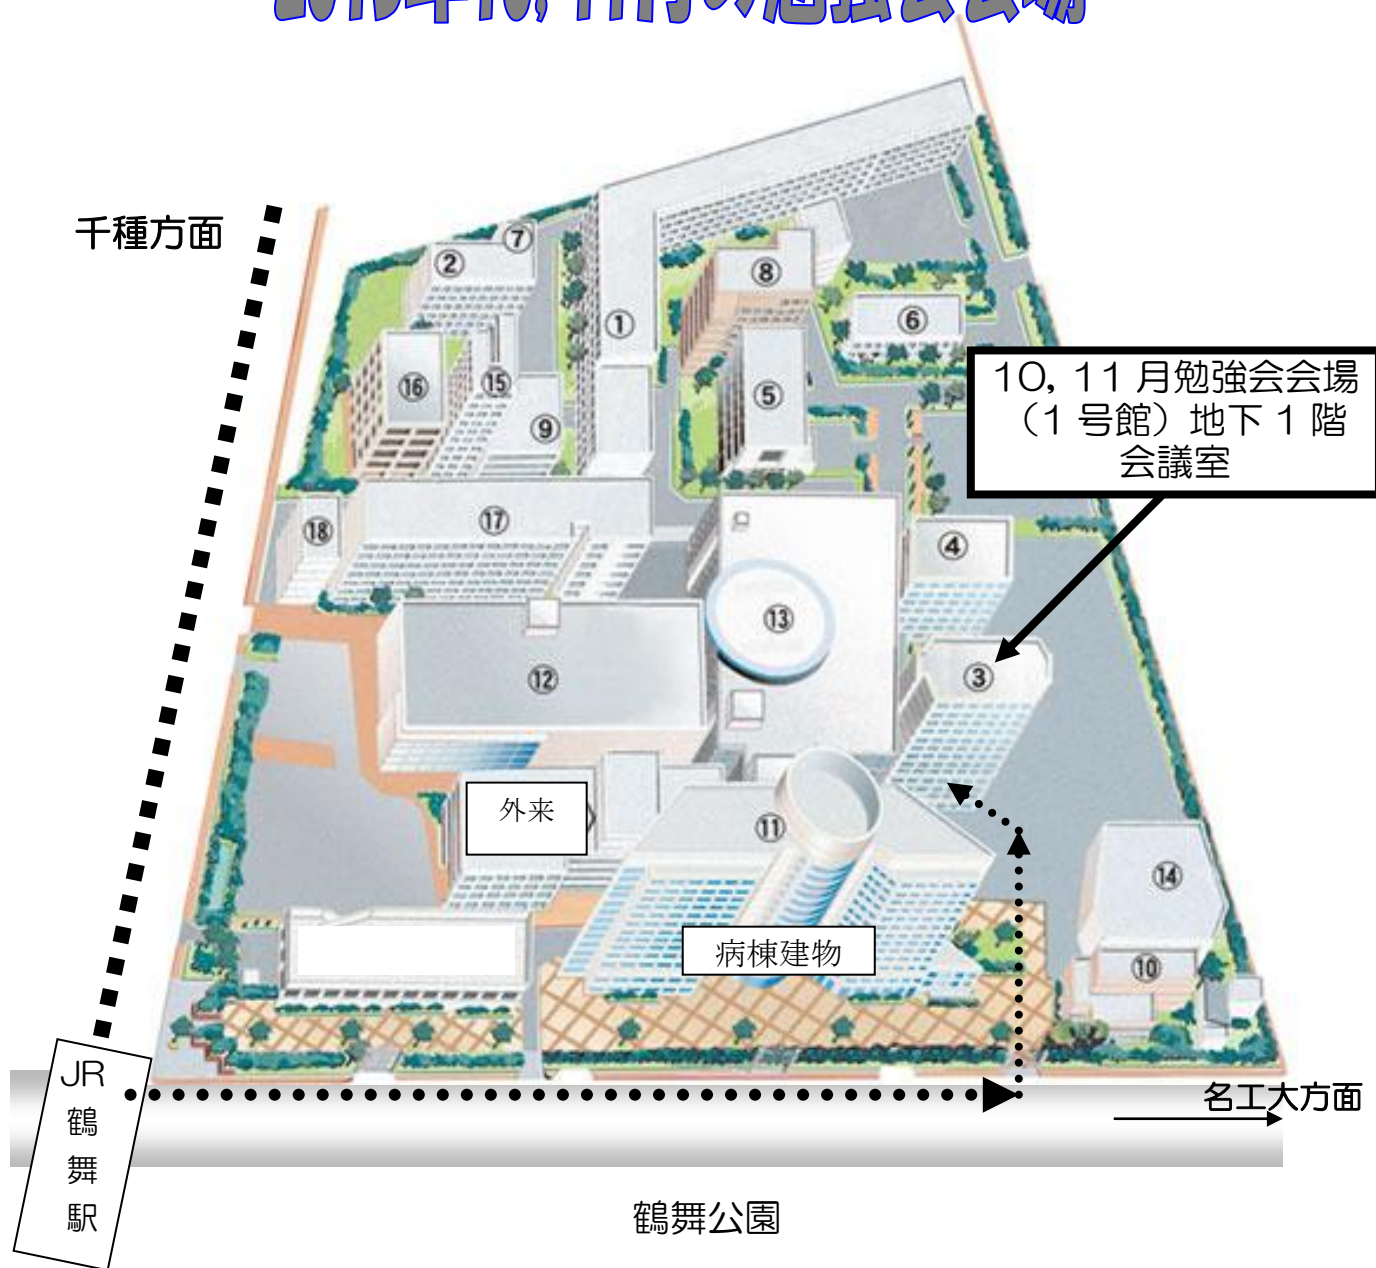 千種方面
⑦
②
⑧
①
⑥
10, 11 月勉強会会場
（1 号館）地下 1 階
会議室
⑯
⑮
⑤
⑨
⑱
⑰
④
⑬
③
⑫
外来
⑪
⑭
病棟建物
⑩
JR
鶴
舞
駅
名工大方面
鶴舞公園